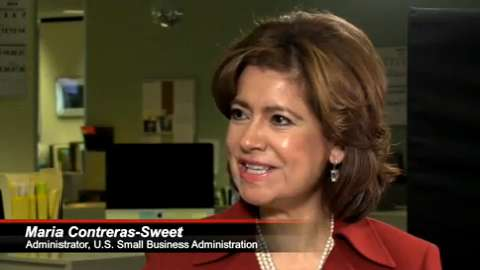 Maria Contreras-Sweet
Administrator, U.S. Small Business Administration